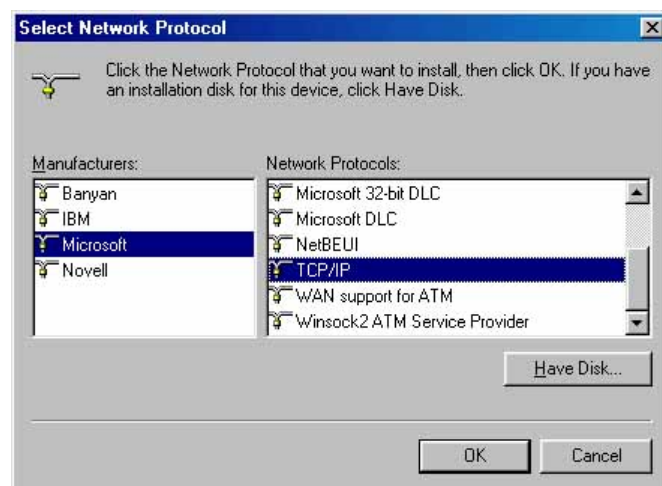 Select Network Protocol
Click the Network Protocol that you want to install, then click OK. If you have
an installation disk for this device, click Have Disk.
Manufacturers:
Banyan
IBM
Microsoft
Novell
Network Protocols:
Microsoft 32-bit DLC
Microsoft DLC
NetBEUI
TCP/IP
WAN support for ATM
Winsock2 ATM Service Provider
Have Disk...
OK
Cancel